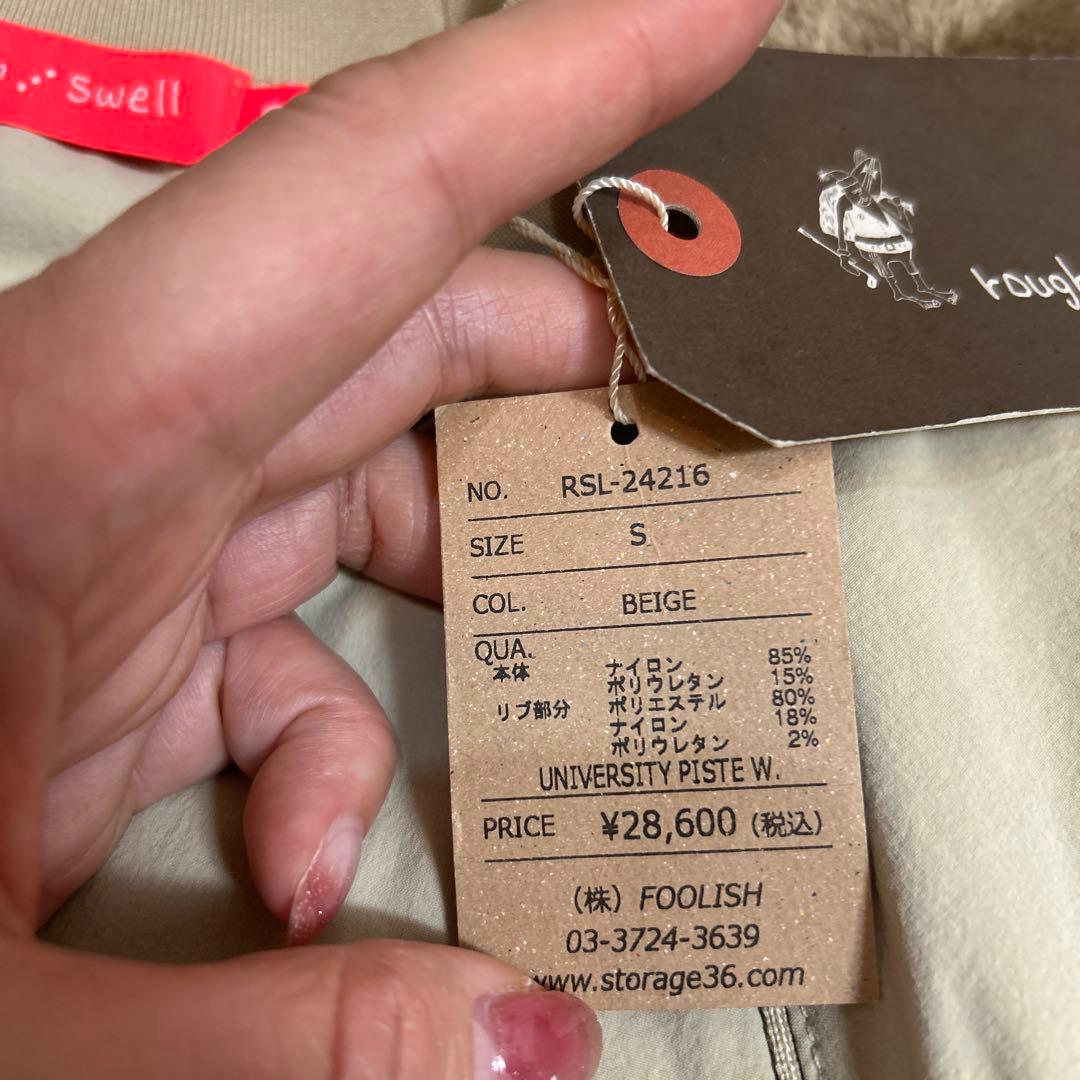 swell
rough
NO. RSL-24216
SIZE S
COL. BEIGE
QUA.
本体 ナイロン 85%
ポリウレタン 15%
リブ部分 ポリエステル 80%
ナイロン 18%
ポリウレタン 2%
UNIVERSITY PISTE W.
PRICE ¥28,600 (税込)
(株) FOOLISH
03-3724-3639
www.storage36.com